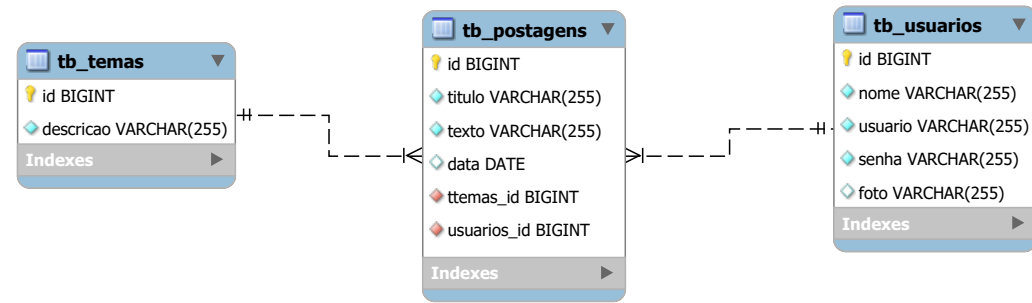 tb_temas
id BIGINT
descricao VARCHAR(255)
Indexes
tb_postagens
id BIGINT
titulo VARCHAR(255)
texto VARCHAR(255)
data DATE
ttemas_id BIGINT
usuarios_id BIGINT
Indexes
tb_usuarios
id BIGINT
nome VARCHAR(255)
usuario VARCHAR(255)
senha VARCHAR(255)
foto VARCHAR(255)
Indexes